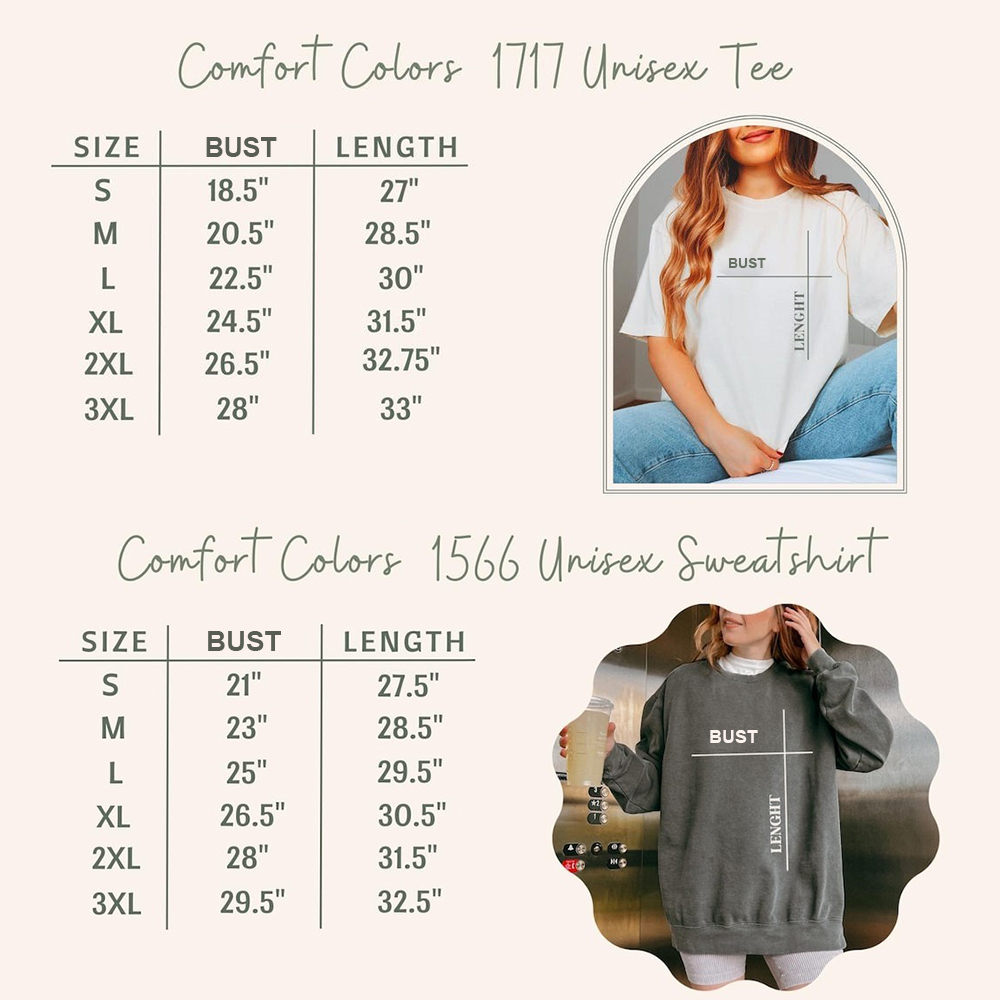 Comfort Colors 1717 Unisex Tee
SIZE BUST LENGTH
S 18.5" 27"
M 20.5" 28.5"
L 22.5" 30"
XL 24.5" 31.5"
2XL 26.5" 32.75"
3XL 28" 33"
BUST
LENGHT
Comfort Colors 1566 Unisex Sweatshirt
SIZE BUST LENGTH
S 21" 27.5"
M 23" 28.5"
L 25" 29.5"
XL 26.5" 30.5"
2XL 28" 31.5"
3XL 29.5" 32.5"
BUST
LENGHT